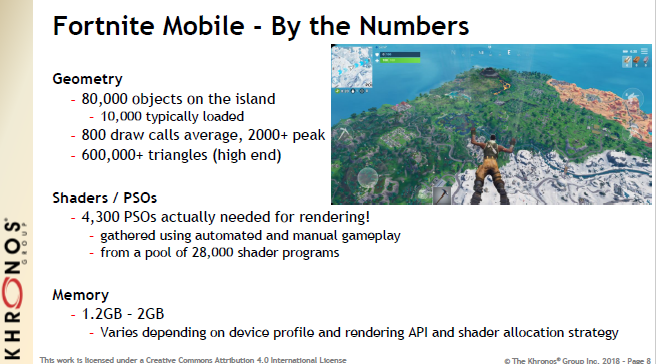 Fortnite Mobile - By the Numbers
Geometry
- 80,000 objects on the island
- 10,000 typically loaded
- 800 draw calls average, 2000+ peak
- 600,000+ triangles (high end)
Shaders / PSOs
- 4,300 PSOs actually needed for rendering!
- gathered using automated and manual gameplay
- from a pool of 28,000 shader programs
Memory
- 1.2GB – 2GB
- Varies depending on device profile and rendering API and shader allocation strategy
KHRONOS®
GROUP
This work is licensed under a Creative Commons Attribution 4.0 International License
© The Khronos® Group Inc. 2018 - Page 8